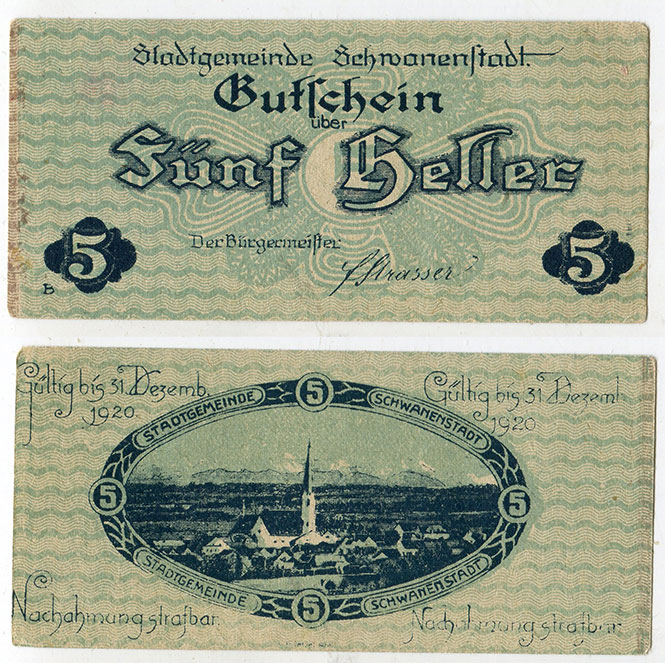 Stadtgemeinde Schwanenstadt.
Gutschein
über
Fünf Heller
5
5
Der Bürgermeister:
F Strasser
B
Gültig bis 31. Dezemb.
1920.
Gültig bis 31 Dezemb.
1920
5
STADTGEMEINDE
SCHWANENSTADT
5
5
STADTGEMEINDE
SCHWANENSTADT
5
Nachahmung strafbar.
Nachahmung strafbar.